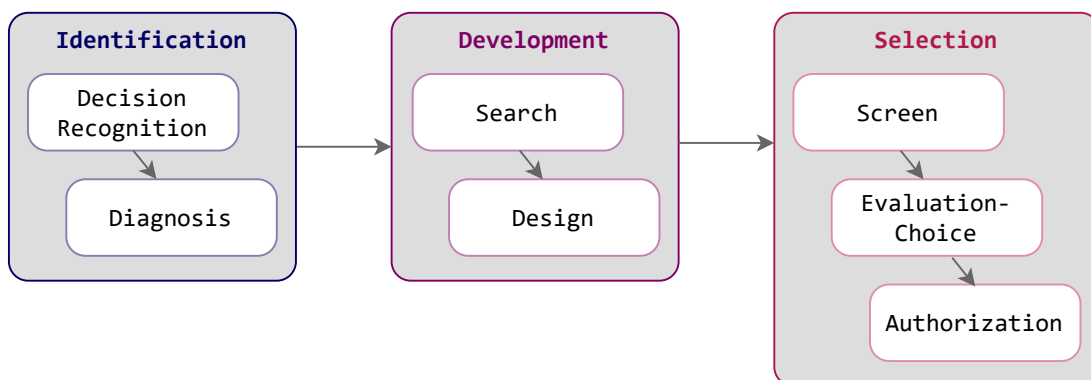 Identification
Decision
Recognition
Diagnosis
Development
Search
Design
Selection
Screen
Evaluation-
Choice
Authorization